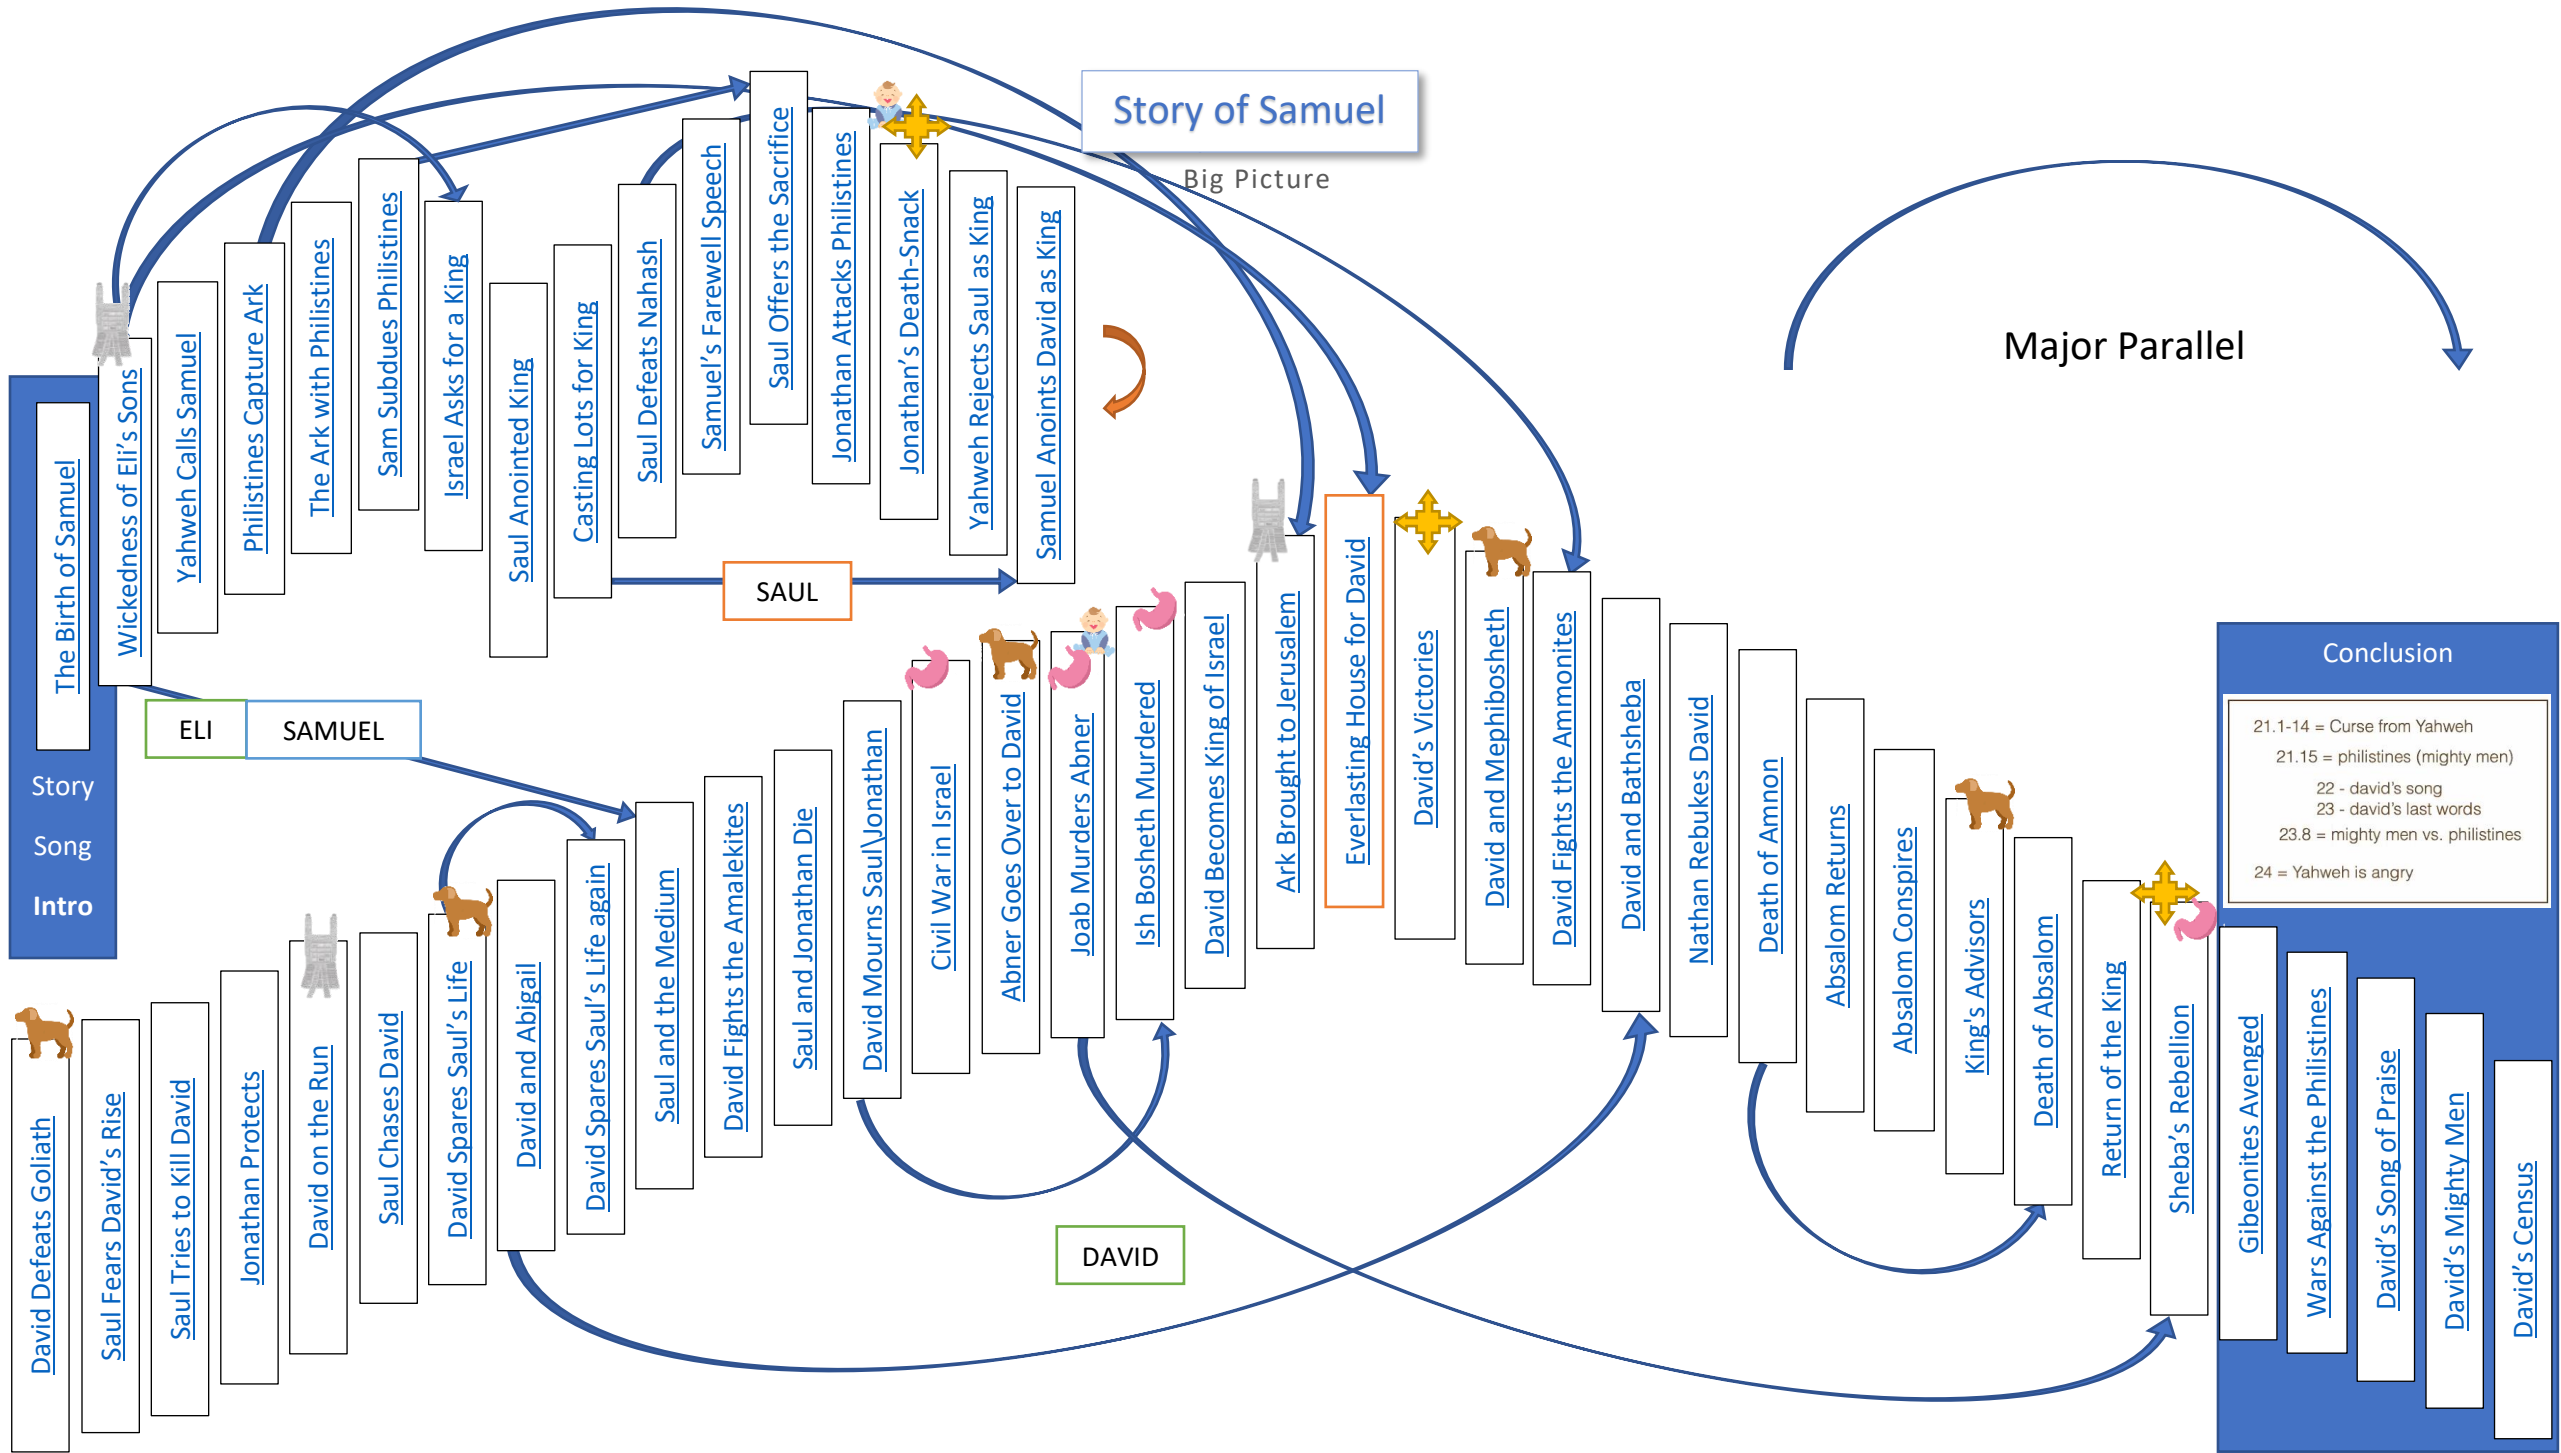 Story of Samuel
Big Picture
Major Parallel
The Birth of Samuel
Wickedness of Eli's Sons
Yahweh Calls Samuel
Philistines Capture Ark
The Ark with Philistines
Sam Subdues Philistines
Israel Asks for a King
Saul Anointed King
Casting Lots for King
Saul Defeats Nahash
Samuel's Farewell Speech
Saul Offers the Sacrifice
Jonathan Attacks Philistines
Jonathan's Death-Snack
Yahweh Rejects Saul as King
Samuel Anoints David as King
SAUL
ELI
SAMUEL
Story
Song
Intro
David Defeats Goliath
Saul Fears David's Rise
Saul Tries to Kill David
Jonathan Protects
David on the Run
Saul Chases David
David Spares Saul's Life
David and Abigail
David Spares Saul's Life again
Saul and the Medium
David Fights the Amalekites
Saul and Jonathan Die
David Mourns Saul\Jonathan
Civil War in Israel
Abner Goes Over to David
Joab Murders Abner
Ish Bosheth Murdered
David Becomes King of Israel
Ark Brought to Jerusalem
Everlasting House for David
David's Victories
David and Mephibosheth
David Fights the Ammonites
David and Bathsheba
Nathan Rebukes David
Death of Amnon
Absalom Returns
Absalom Conspires
King's Advisors
Death of Absalom
Return of the King
Sheba's Rebellion
DAVID
Conclusion
21.1-14 = Curse from Yahweh
21.15 = philistines (mighty men)
22 - david's song
23 - david's last words
23.8 = mighty men vs. philistines
24 = Yahweh is angry
Gibeonites Avenged
Wars Against the Philistines
David's Song of Praise
David's Mighty Men
David's Census